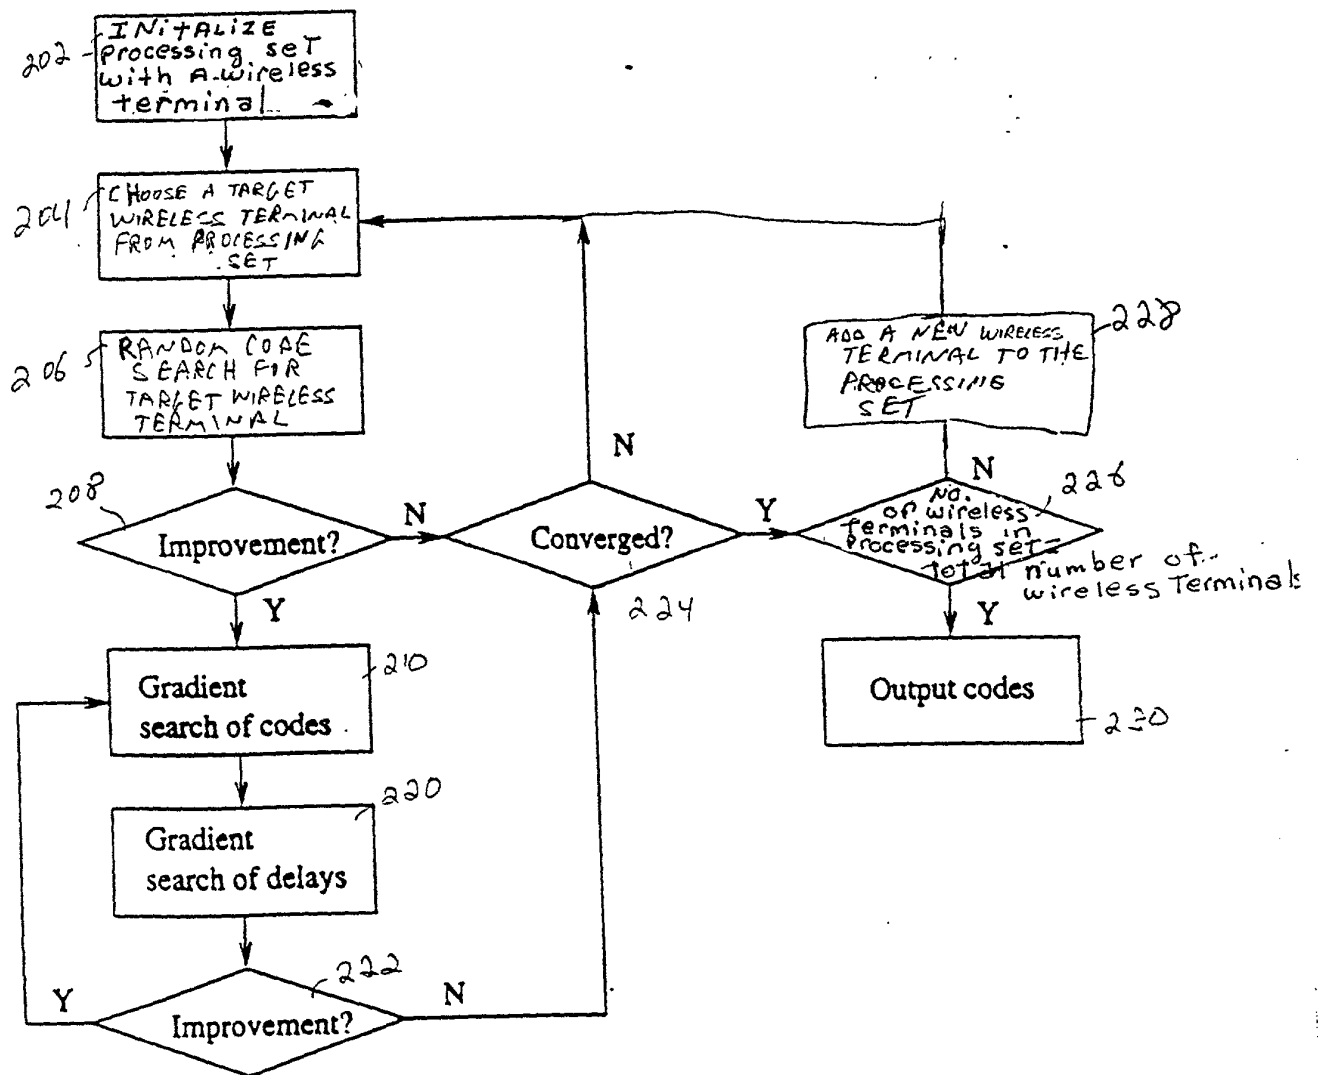 202
INitALIZE
processing seT
with A wireless
terminal
204
CHOOSE A TARGET
WIRELESS TERMINAL
FROM PROCESSING
SET
206
RANDOM CODE
SEARCH FOR
TARGET WIRELESS
TERMINAL
208
Improvement?
N
Y
Gradient
search of codes
210
Gradient
search of delays
220
Improvement?
222
Y
N
Converged?
224
N
Y
ADD A NEW WIRELESS
TERMINAL TO THE
PROCESSING
SET
228
N
No.
of wireless
Terminals in
Processing set=
Total number of
wireless Terminals
226
Y
Output codes
230